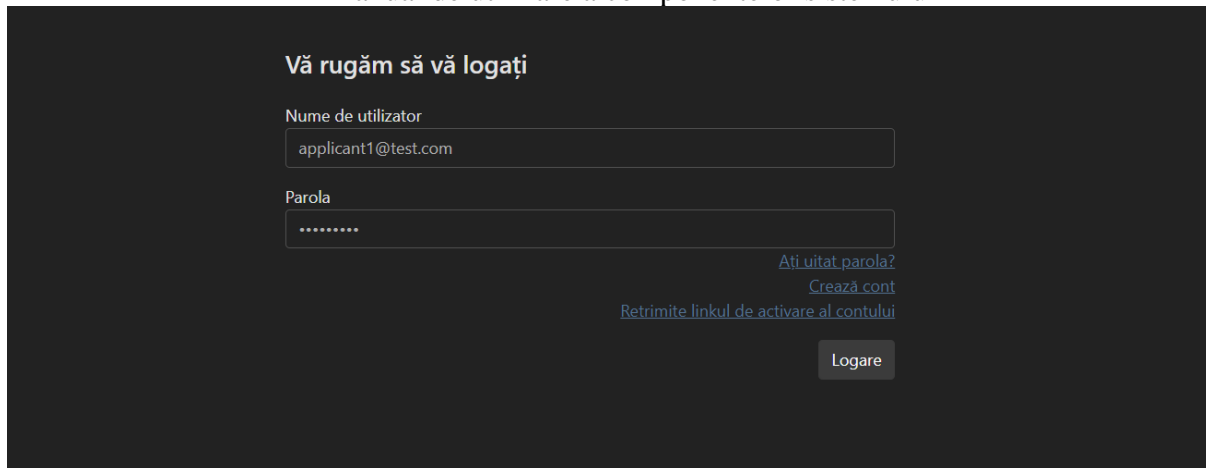 Vă rugăm să vă logați
Nume de utilizator
applicant1@test.com
Parola
•••••••••
Ați uitat parola?
Crează cont
Retrimite linkul de activare al contului
Logare